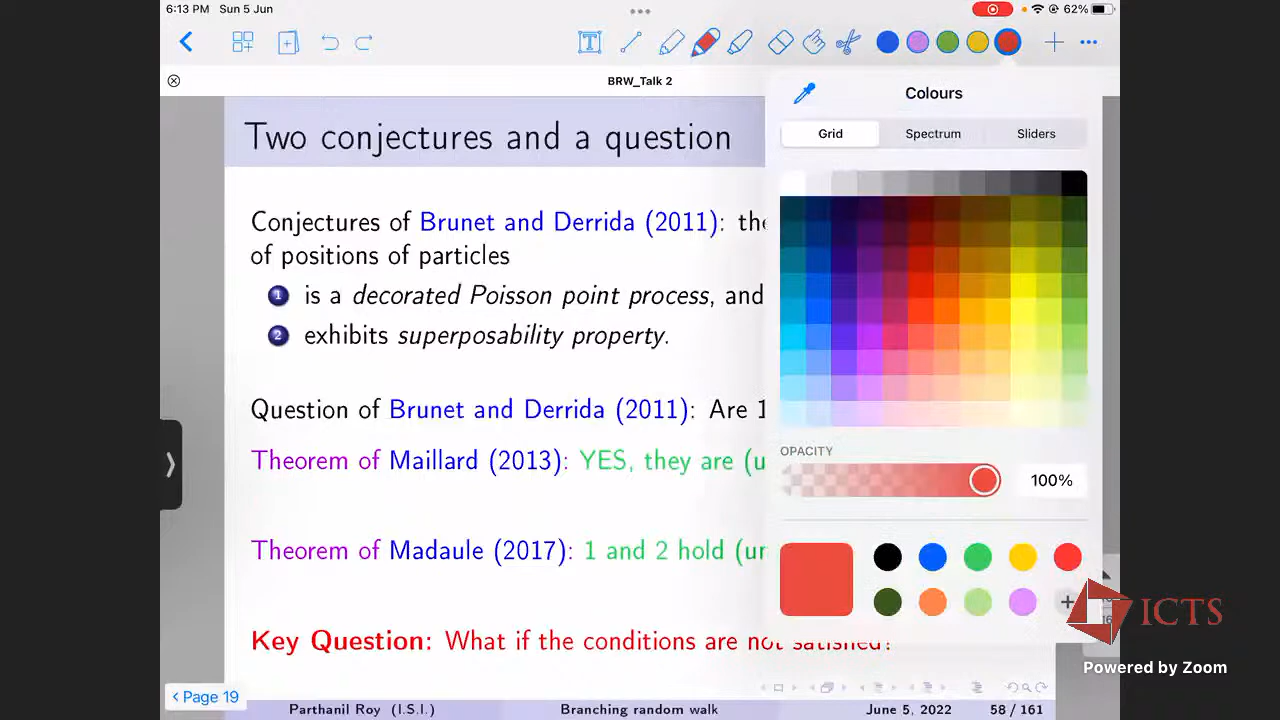 6:13 PM Sun 5 Jun
62%
BRW_Talk 2
Two conjectures and a question
Conjectures of Brunet and Derrida (2011): the
of positions of particles
1 is a decorated Poisson point process, and
2 exhibits superposability property.
Question of Brunet and Derrida (2011): Are 1
Theorem of Maillard (2013): YES, they are (u
Theorem of Madaule (2017): 1 and 2 hold (un
Key Question: What if the conditions are not satisfied?
Colours
Grid Spectrum Sliders
OPACITY
100%
ICTS
Powered by Zoom
Page 19
Parthanil Roy (I.S.I.) Branching random walk June 5, 2022 58 / 161